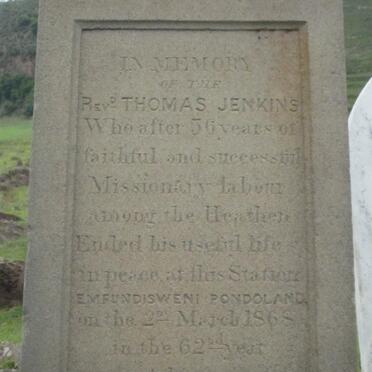 IN MEMORY
OF THE
REVD THOMAS JENKINS
Who after 56 years of
faithful and successful
Missionary labour
among the Heathen
Ended his useful life
in peace at this Station
EMFUNDISWENI PONDOLAND
on the 2nd March 1868
in the 62nd year